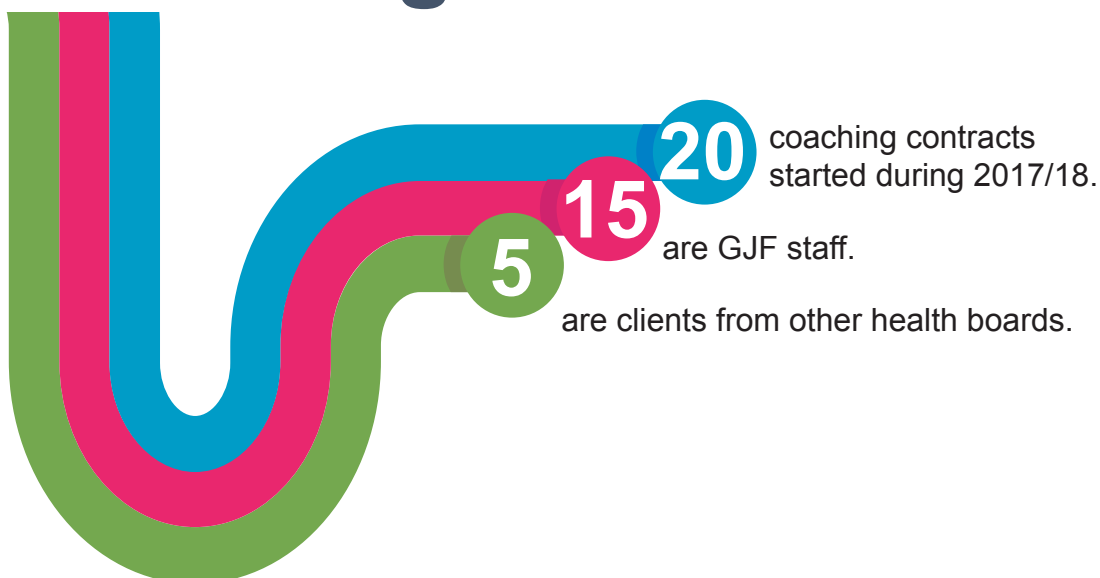 20 coaching contracts
started during 2017/18.
15 are GJF staff.
5 are clients from other health boards.